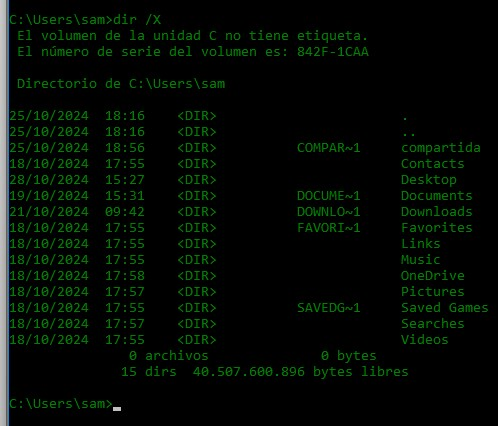 C:\Users\sam>dir /X
 El volumen de la unidad C no tiene etiqueta.
 El número de serie del volumen es: 842F-1CAA

 Directorio de C:\Users\sam

25/10/2024  18:16    <DIR>                       .
25/10/2024  18:16    <DIR>                       ..
25/10/2024  18:56    <DIR>          COMPAR~1     compartida
18/10/2024  17:55    <DIR>                       Contacts
28/10/2024  15:27    <DIR>                       Desktop
19/10/2024  15:31    <DIR>          DOCUME~1     Documents
21/10/2024  09:42    <DIR>          DOWNLO~1     Downloads
18/10/2024  17:55    <DIR>          FAVORI~1     Favorites
18/10/2024  17:55    <DIR>                       Links
18/10/2024  17:55    <DIR>                       Music
18/10/2024  17:58    <DIR>                       OneDrive
18/10/2024  17:57    <DIR>                       Pictures
18/10/2024  17:55    <DIR>          SAVEDG~1     Saved Games
18/10/2024  17:57    <DIR>                       Searches
18/10/2024  17:55    <DIR>                       Videos
               0 archivos              0 bytes
              15 dirs  40.507.600.896 bytes libres

C:\Users\sam>